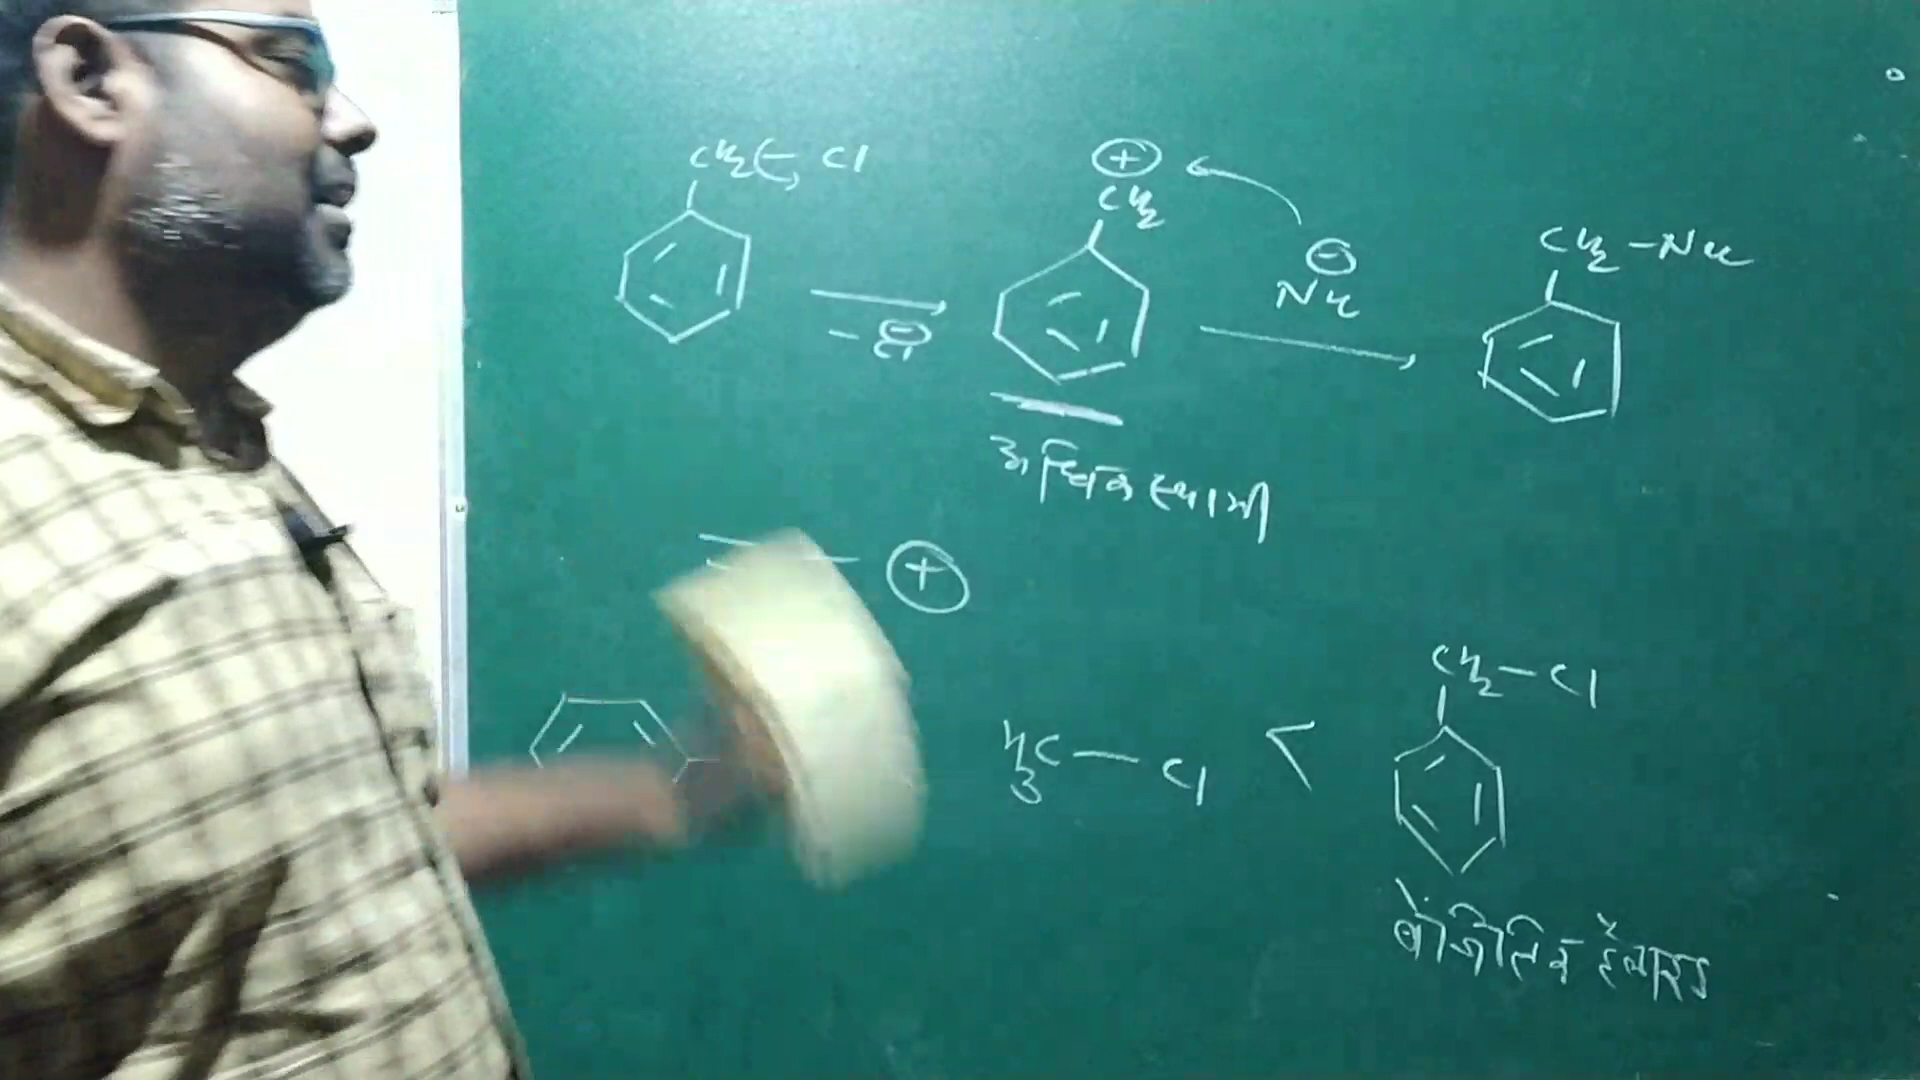 CH2 Cl
⊕
CH2
- Cl⊖
⊖
Nu
CH2 - Nu
अधिक स्थायी
⊕
H3C — Cl < CH2 — Cl
बेंजिलिक हैलाइड